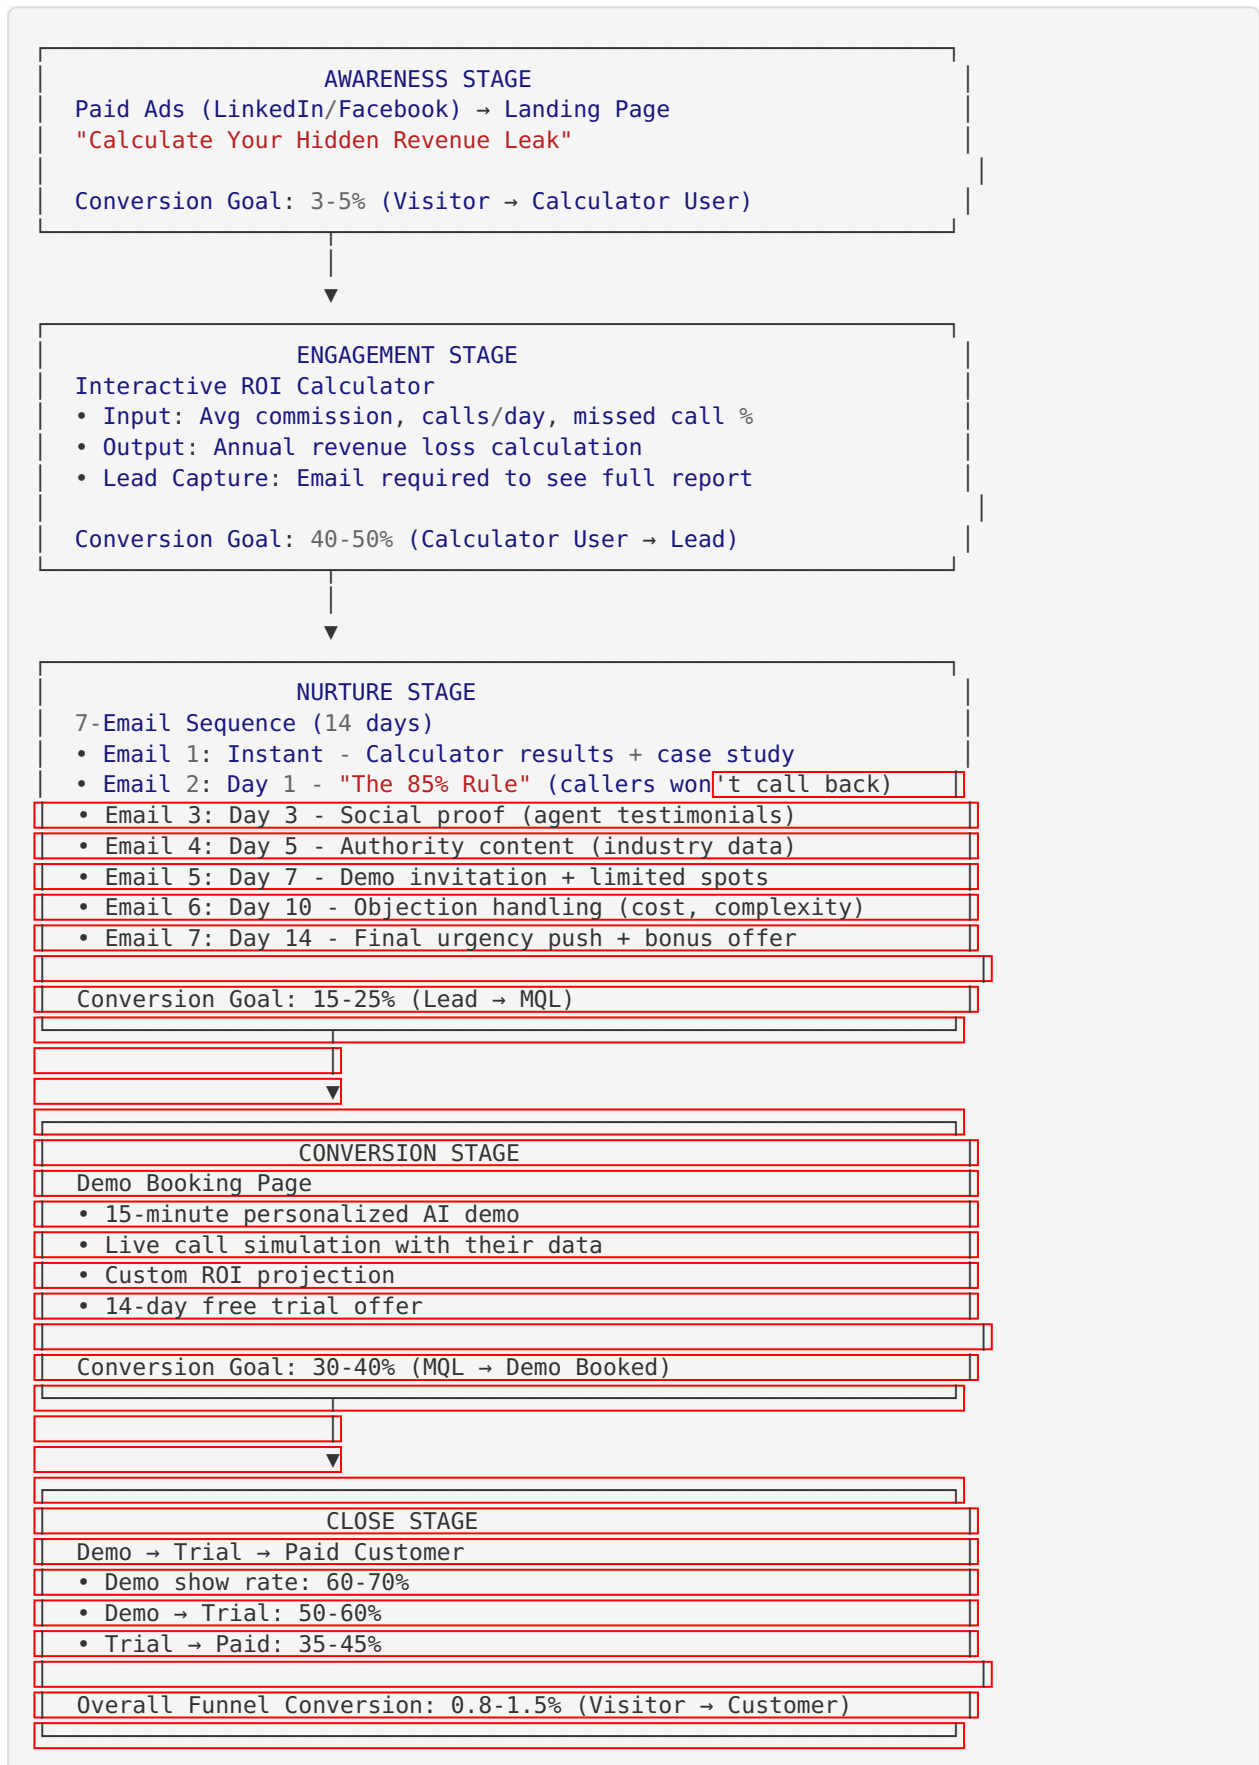 AWARENESS STAGE
Paid Ads (LinkedIn/Facebook) → Landing Page
"Calculate Your Hidden Revenue Leak"
Conversion Goal: 3-5% (Visitor → Calculator User)
▼
ENGAGEMENT STAGE
Interactive ROI Calculator
• Input: Avg commission, calls/day, missed call %
• Output: Annual revenue loss calculation
• Lead Capture: Email required to see full report
Conversion Goal: 40-50% (Calculator User → Lead)
▼
NURTURE STAGE
7-Email Sequence (14 days)
• Email 1: Instant - Calculator results + case study
• Email 2: Day 1 - "The 85% Rule" (callers won't call back)
• Email 3: Day 3 - Social proof (agent testimonials)
• Email 4: Day 5 - Authority content (industry data)
• Email 5: Day 7 - Demo invitation + limited spots
• Email 6: Day 10 - Objection handling (cost, complexity)
• Email 7: Day 14 - Final urgency push + bonus offer
Conversion Goal: 15-25% (Lead → MQL)
▼
CONVERSION STAGE
Demo Booking Page
• 15-minute personalized AI demo
• Live call simulation with their data
• Custom ROI projection
• 14-day free trial offer
Conversion Goal: 30-40% (MQL → Demo Booked)
▼
CLOSE STAGE
Demo → Trial → Paid Customer
• Demo show rate: 60-70%
• Demo → Trial: 50-60%
• Trial → Paid: 35-45%
Overall Funnel Conversion: 0.8-1.5% (Visitor → Customer)